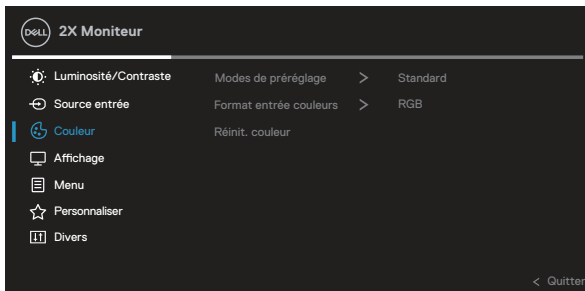 DELL 2X Moniteur
Luminosité/Contraste Modes de préréglage > Standard
Source entrée Format entrée couleurs > RGB
Couleur Réinit. couleur
Affichage
Menu
Personnaliser
Divers
< Quitter